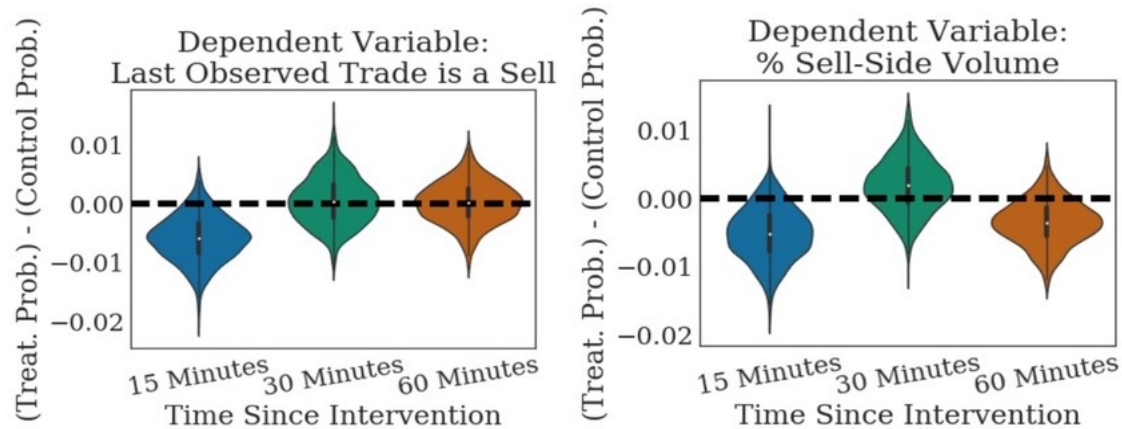 Dependent Variable:
Last Observed Trade is a Sell
(Treat. Prob.) - (Control Prob.)
0.01
0.00
−0.01
−0.02
15 Minutes
30 Minutes
60 Minutes
Time Since Intervention
Dependent Variable:
% Sell-Side Volume
(Treat. Prob.) - (Control Prob.)
0.01
0.00
−0.01
−0.02
15 Minutes
30 Minutes
60 Minutes
Time Since Intervention